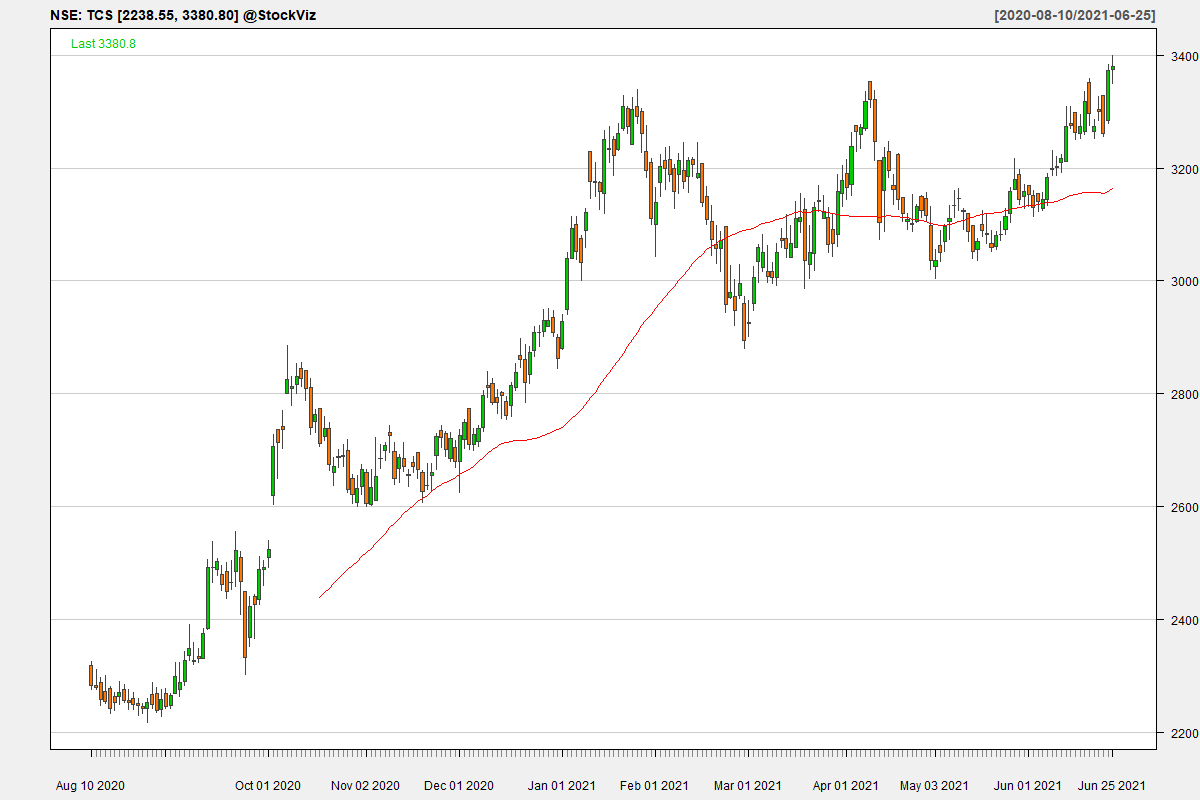 NSE: TCS [2238.55, 3380.80] @StockViz [2020-08-10/2021-06-25]
Last 3380.8
3400
3200
3000
2800
2600
2400
2200
Aug 10 2020 Oct 01 2020 Nov 02 2020 Dec 01 2020 Jan 01 2021 Feb 01 2021 Mar 01 2021 Apr 01 2021 May 03 2021 Jun 01 2021 Jun 25 2021